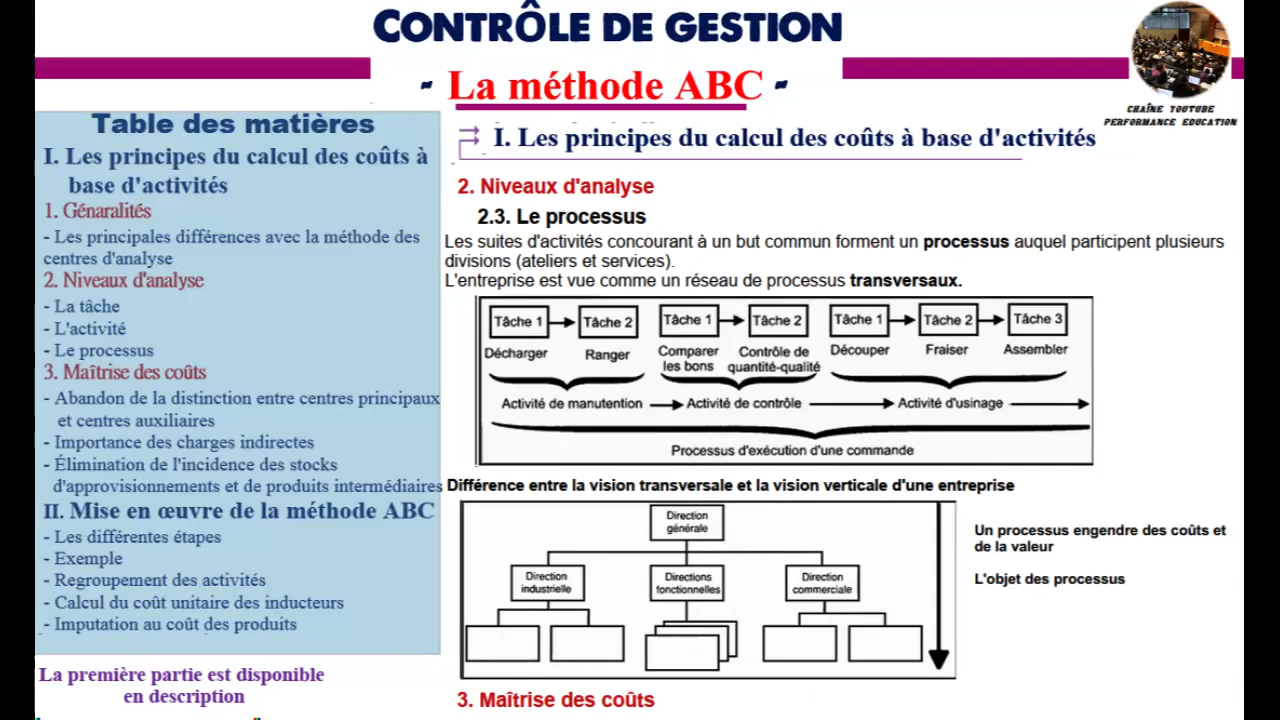 CONTRÔLE DE GESTION
- La méthode ABC -
CHAÎNE YOUTUBE
PERFORMANCE EDUCATION
Table des matières
I. Les principes du calcul des coûts à
base d'activités
1. Génaralités
- Les principales différences avec la méthode des
centres d'analyse
2. Niveaux d'analyse
- La tâche
- L'activité
- Le processus
3. Maîtrise des coûts
- Abandon de la distinction entre centres principaux
et centres auxiliaires
- Importance des charges indirectes
- Élimination de l'incidence des stocks
d'approvisionnements et de produits intermédiaires
II. Mise en œuvre de la méthode ABC
- Les différentes étapes
- Exemple
- Regroupement des activités
- Calcul du coût unitaire des inducteurs
- Imputation au coût des produits
La première partie est disponible
en description
I. Les principes du calcul des coûts à base d'activités
2. Niveaux d'analyse
2.3. Le processus
Les suites d'activités concourant à un but commun forment un processus auquel participent plusieurs
divisions (ateliers et services).
L'entreprise est vue comme un réseau de processus transversaux.
Tâche 1 Tâche 2 Tâche 1 Tâche 2 Tâche 1 Tâche 2 Tâche 3
Décharger Ranger Comparer Contrôle de Découper Fraiser Assembler
les bons quantité-qualité
Activité de manutention Activité de contrôle Activité d'usinage
Processus d'exécution d'une commande
Différence entre la vision transversale et la vision verticale d'une entreprise
Direction
générale
Direction Directions Direction
industrielle fonctionnelles commerciale
Un processus engendre des coûts et
de la valeur
L'objet des processus
3. Maîtrise des coûts